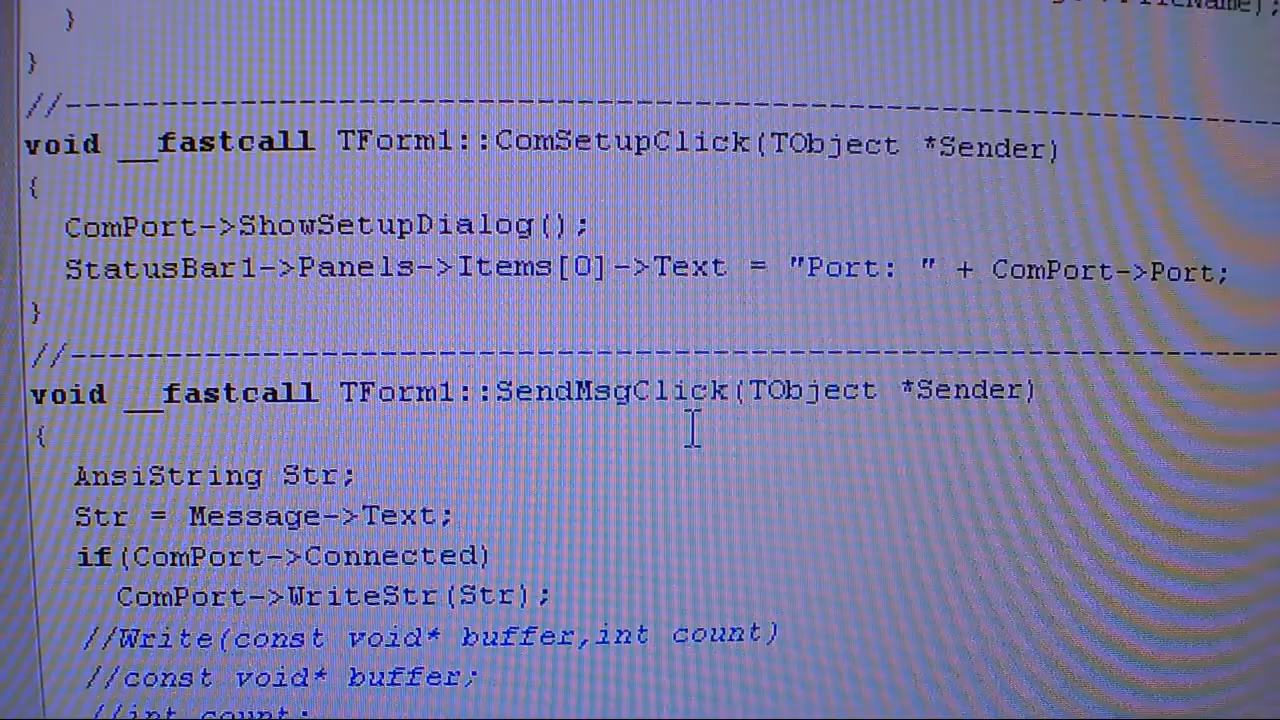 }
}
//--------------------------------------------------------------
void __fastcall TForm1::ComSetupClick(TObject *Sender)
{
ComPort->ShowSetupDialog();
StatusBar1->Panels->Items[0]->Text = "Port: " + ComPort->Port;
}
//--------------------------------------------------------------
void __fastcall TForm1::SendMsgClick(TObject *Sender)
{
AnsiString Str;
Str = Message->Text;
if(ComPort->Connected)
ComPort->WriteStr(Str);
//Write(const void* buffer,int count)
//const void* buffer;
//int count;